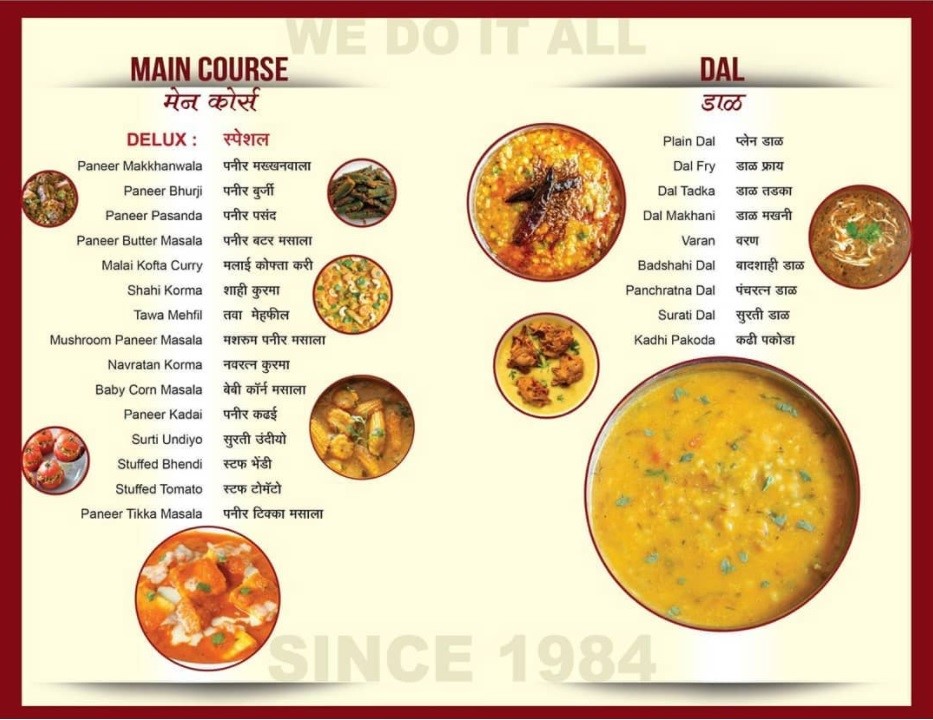 WE DO IT ALL
MAIN COURSE
मेन कोर्स
DELUX : स्पेशल
Paneer Makkhanwala पनीर मख्खनवाला
Paneer Bhurji पनीर बुर्जी
Paneer Pasanda पनीर पसंद
Paneer Butter Masala पनीर बटर मसाला
Malai Kofta Curry मलाई कोफ्ता करी
Shahi Korma शाही कुरमा
Tawa Mehfil तवा मेहफील
Mushroom Paneer Masala मशरुम पनीर मसाला
Navratan Korma नवरत्न कुरमा
Baby Corn Masala बेबी कॉर्न मसाला
Paneer Kadai पनीर कढई
Surti Undiyo सुरती उंदीयो
Stuffed Bhendi स्टफ भेंडी
Stuffed Tomato स्टफ टोमॅटो
Paneer Tikka Masala पनीर टिक्का मसाला
DAL
डाळ
Plain Dal प्लेन डाळ
Dal Fry डाळ फ्राय
Dal Tadka डाळ तडका
Dal Makhani डाळ मखनी
Varan वरण
Badshahi Dal बादशाही डाळ
Panchratna Dal पंचरत्न डाळ
Surati Dal सुरती डाळ
Kadhi Pakoda कढी पकोडा
SINCE 1984